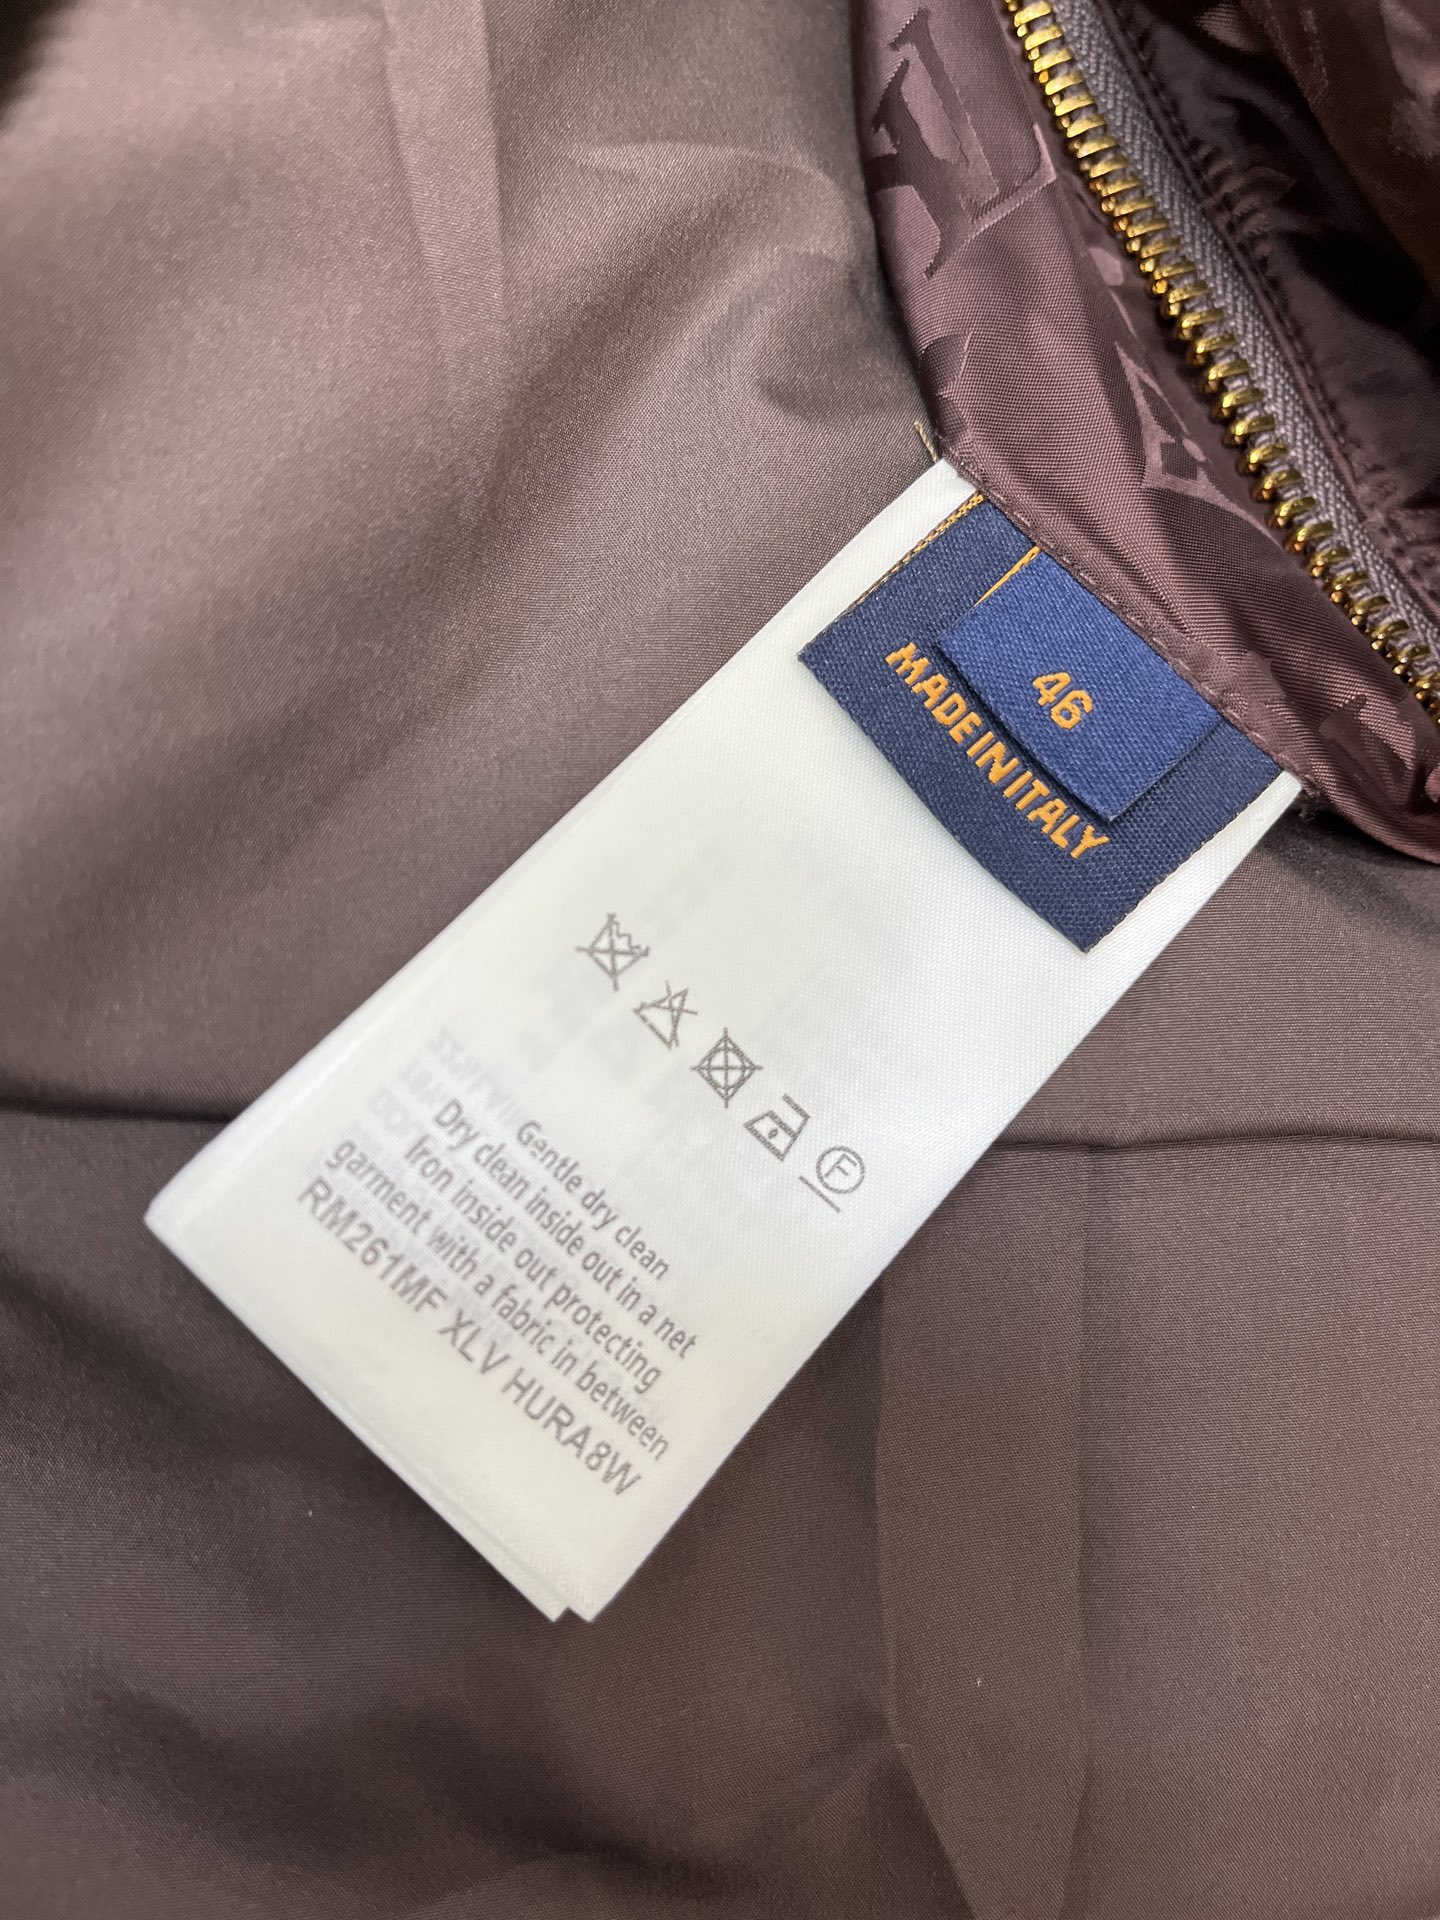 46
MADE IN ITALY
F
Gentle dry clean
Dry clean inside out in a net
Iron inside out protecting
garment with a fabric in between
RM261MF XLV HURA8W